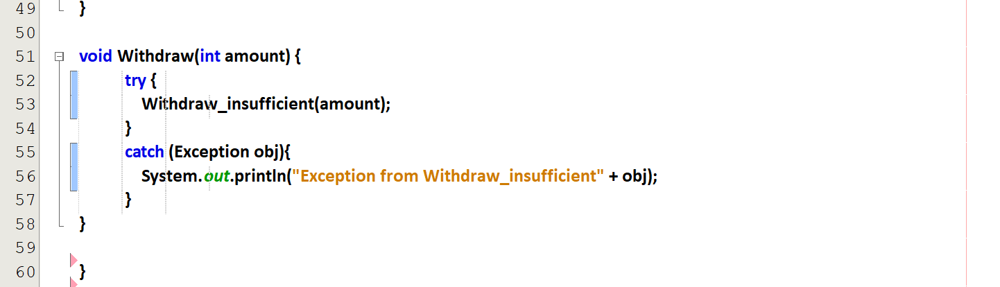 49 }
50
51 void Withdraw(int amount) {
52 try {
53 Withdraw_insufficient(amount);
54 }
55 catch (Exception obj){
56 System.out.println("Exception from Withdraw_insufficient" + obj);
57 }
58 }
59
60 }